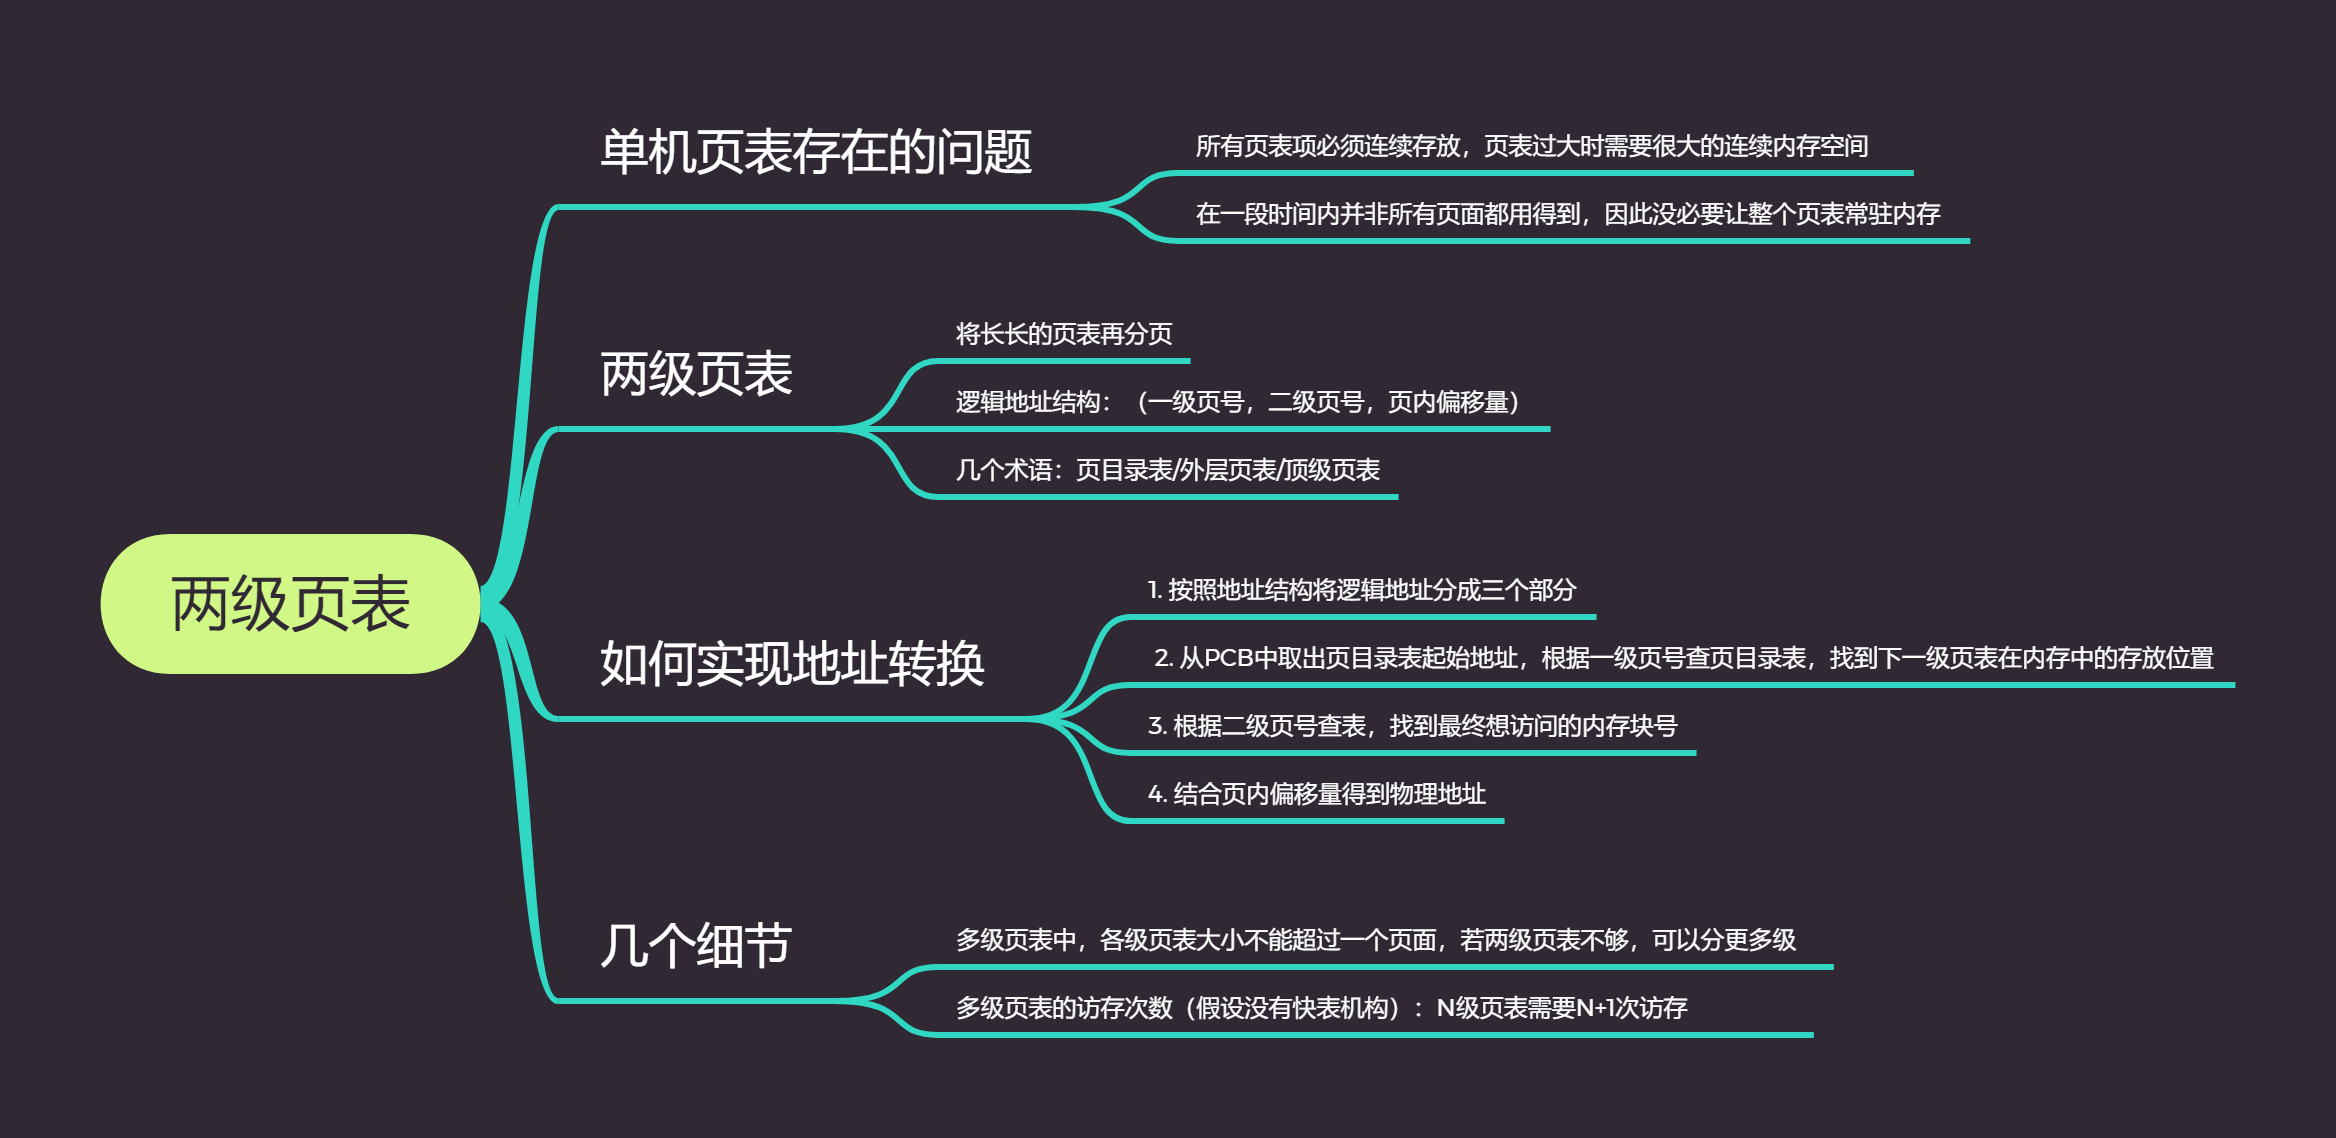 两级页表
单机页表存在的问题
所有页表项必须连续存放，页表过大时需要很大的连续内存空间
在一段时间内并非所有页面都用得到，因此没必要让整个页表常驻内存
两级页表
将长长的页表再分页
逻辑地址结构：（一级页号，二级页号，页内偏移量）
几个术语：页目录表/外层页表/顶级页表
如何实现地址转换
1. 按照地址结构将逻辑地址分成三个部分
2. 从PCB中取出页目录表起始地址，根据一级页号查页目录表，找到下一级页表在内存中的存放位置
3. 根据二级页号查表，找到最终想访问的内存块号
4. 结合页内偏移量得到物理地址
几个细节
多级页表中，各级页表大小不能超过一个页面，若两级页表不够，可以分更多级
多级页表的访存次数（假设没有快表机构）：N级页表需要N+1次访存